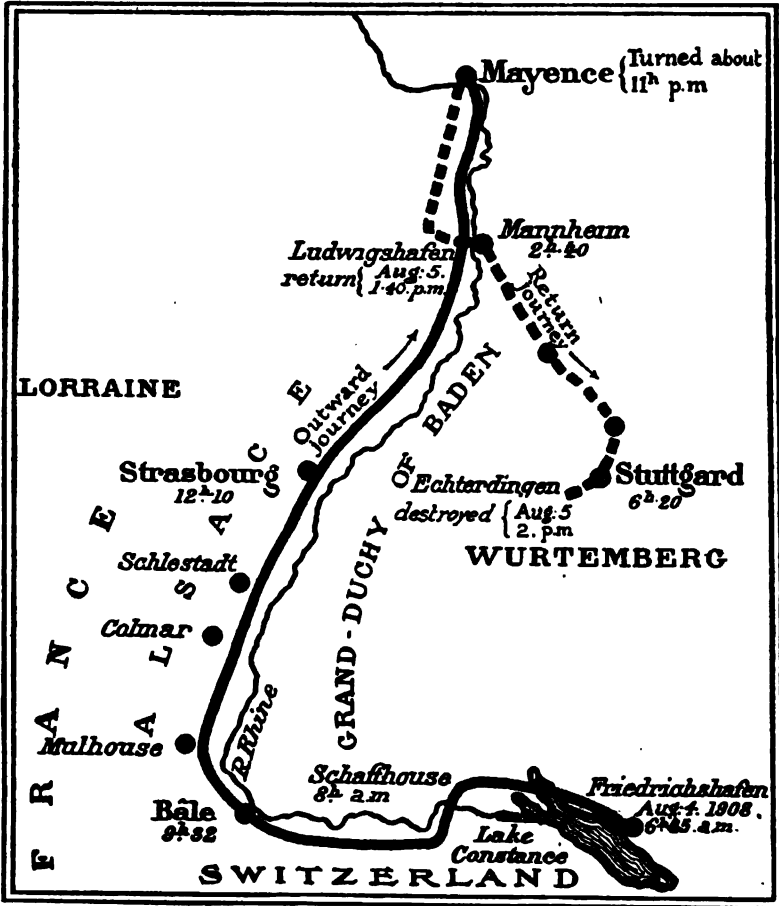 Mayence { Turned about
11h p.m
Mannheim
2h.40
Ludwigshafen
return { Aug: 5.
1.40. p.m.
Return
journey
LORRAINE
Outward
journey
ALSACE
GRAND-DUCHY OF BADEN
Strasbourg
12h 10
Echterdingen
destroyed { Aug: 5
2. p.m
Stuttgard
6h.20
WURTEMBERG
FRANCE
Schlestadt
Colmar
Mulhouse
R. Rhine
Schaffhouse
8h a.m
Friedrichshafen
Aug: 4. 1908.
a.m.
Bâle
9h 32
Lake
Constance
SWITZERLAND